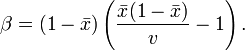 β = (1 − x̄) ( x̄(1 − x̄) / v − 1 ).